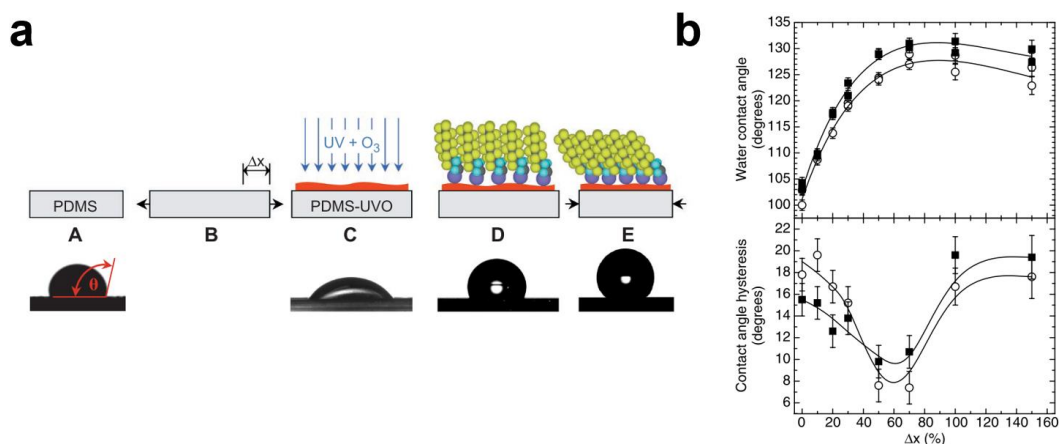 a
b
Δx
UV + O₃
PDMS
PDMS-UVO
A
B
C
D
E
θ
Water contact angle
(degrees)
135
130
125
120
115
110
105
100
Contact angle hysteresis
(degrees)
22
20
18
16
14
12
10
8
6
0 20 40 60 80 100 120 140 160
Δx (%)